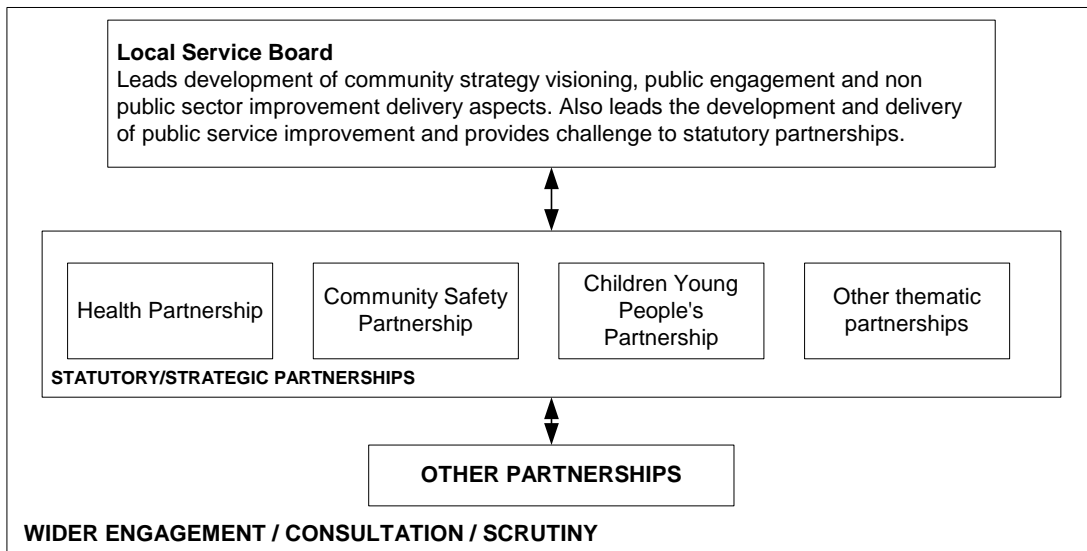 Local Service Board
Leads development of community strategy visioning, public engagement and non
public sector improvement delivery aspects. Also leads the development and delivery
of public service improvement and provides challenge to statutory partnerships.
Health Partnership
Community Safety
Partnership
Children Young
People's
Partnership
Other thematic
partnerships
STATUTORY/STRATEGIC PARTNERSHIPS
OTHER PARTNERSHIPS
WIDER ENGAGEMENT / CONSULTATION / SCRUTINY